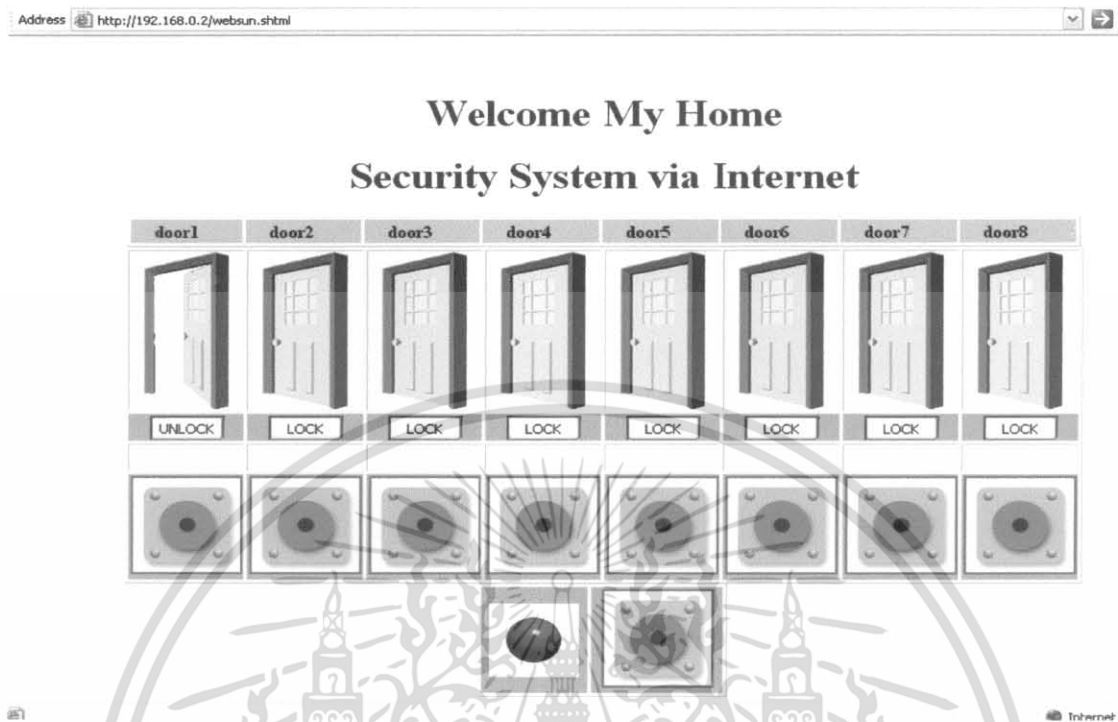 Address http://192.168.0.2/websun.shtml
Welcome My Home
Security System via Internet
door1 door2 door3 door4 door5 door6 door7 door8
UNLOCK LOCK LOCK LOCK LOCK LOCK LOCK LOCK
Internet